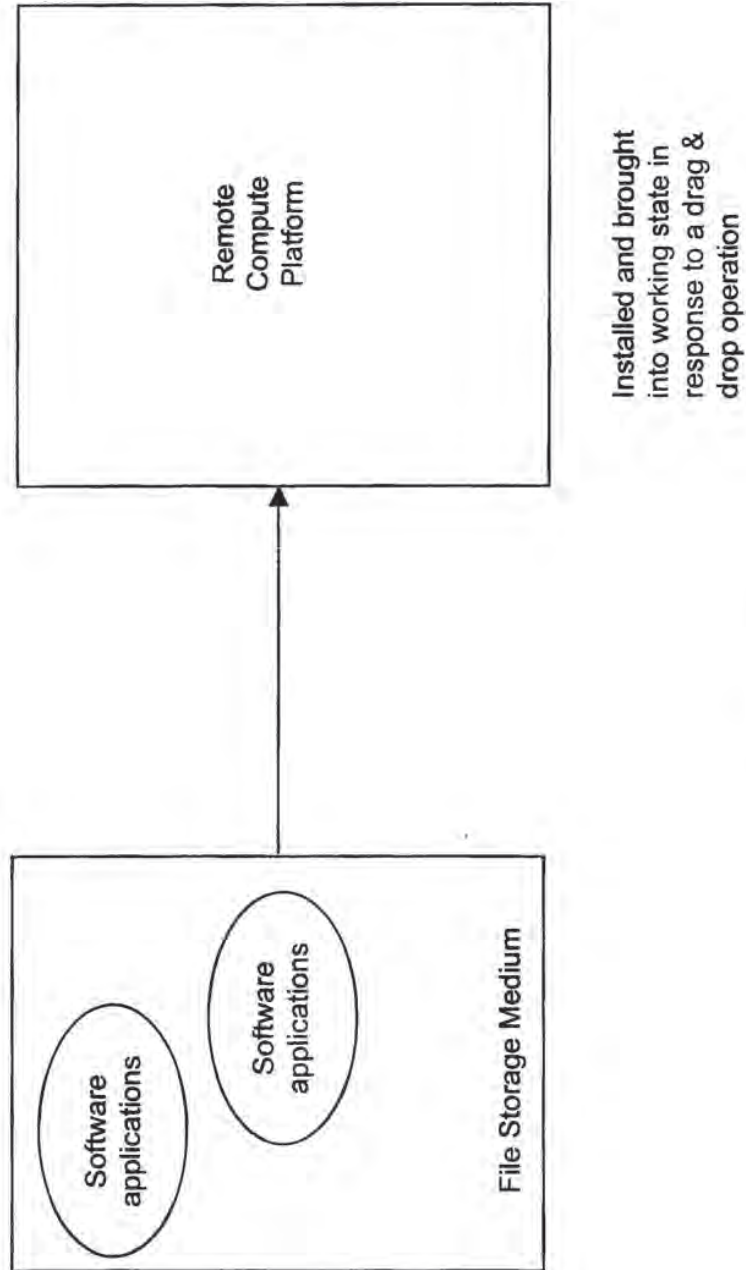 Software
applications
Software
applications
File Storage Medium
Remote
Compute
Platform
Installed and brought
into working state in
response to a drag &
drop operation